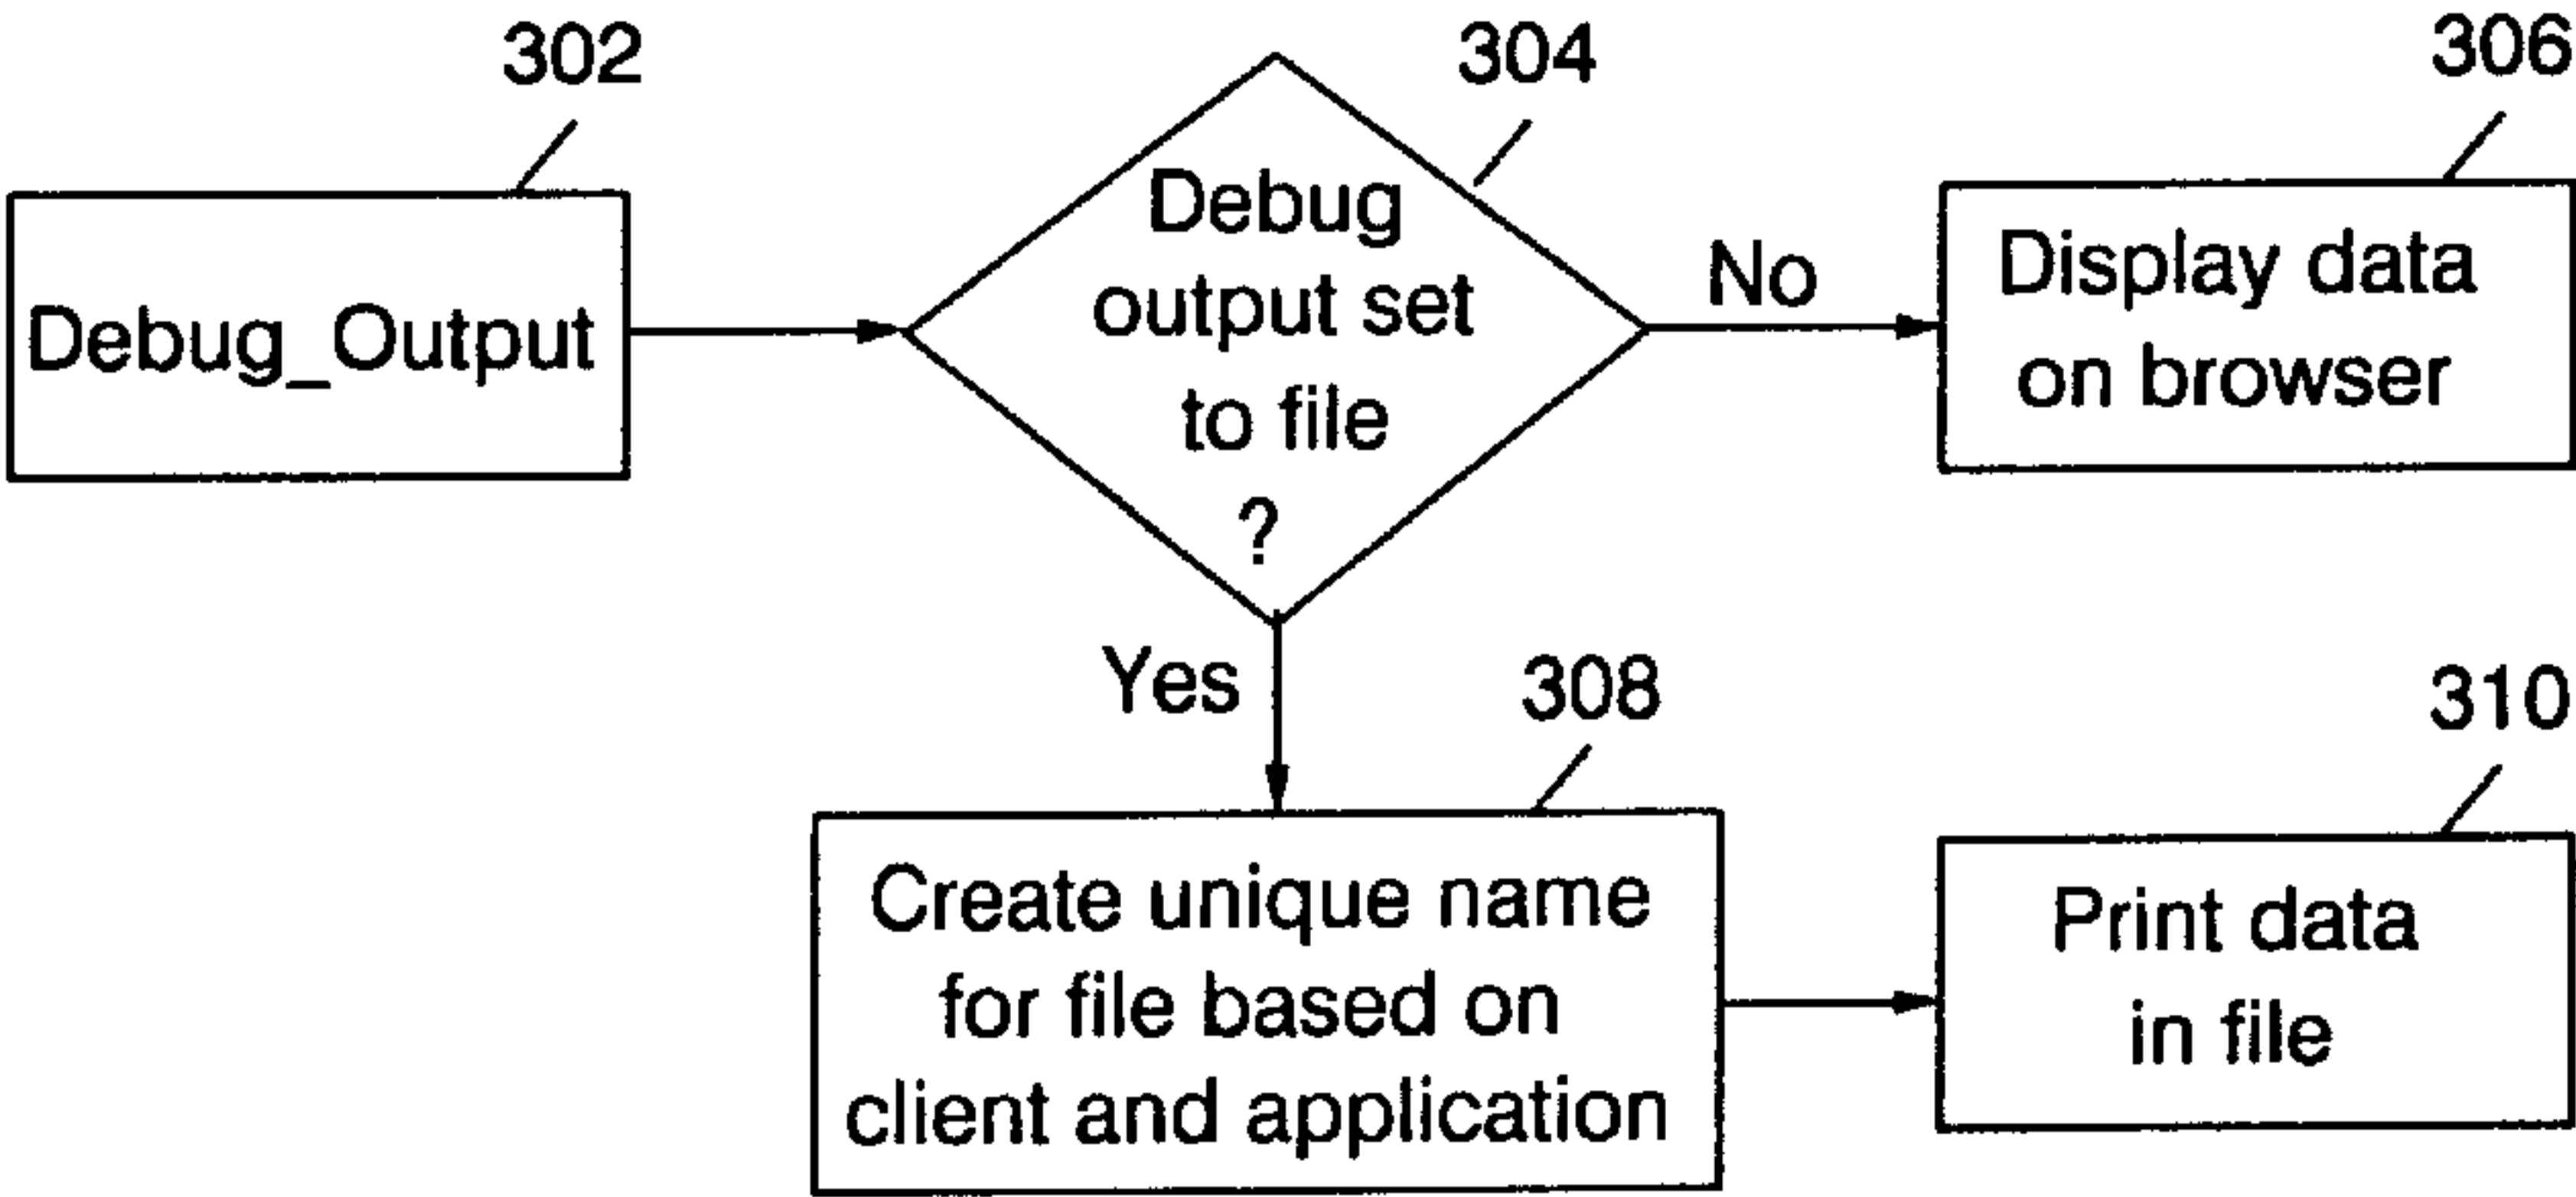 302
Debug_Output
304
Debug
output set
to file
?
No
306
Display data
on browser
Yes
308
Create unique name
for file based on
client and application
310
Print data
in file